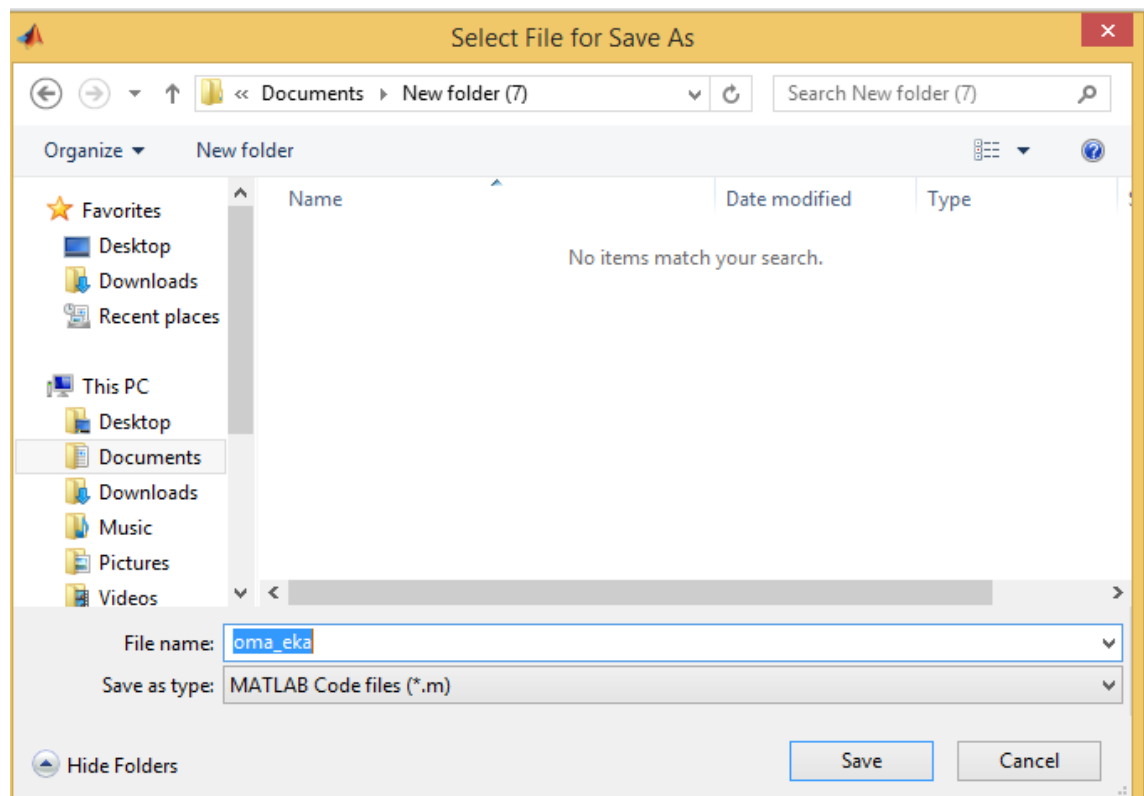 Select File for Save As
« Documents New folder (7)
Search New folder (7)
Organize New folder
Name Date modified Type
No items match your search.
Favorites
Desktop
Downloads
Recent places
This PC
Desktop
Documents
Downloads
Music
Pictures
Videos
File name: oma_eka
Save as type: MATLAB Code files (*.m)
Hide Folders Save Cancel